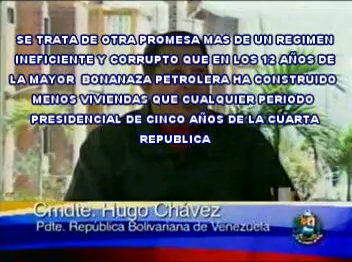 SE TRATA DE OTRA PROMESA MAS DE UN REGIMEN
INEFICIENTE Y CORRUPTO QUE EN LOS 12 AÑOS DE
LA MAYOR BONANAZA PETROLERA HA CONSTRUIDO
MENOS VIVIENDAS QUE CUALQUIER PERIODO
PRESIDENCIAL DE CINCO AÑOS DE LA CUARTA
REPUBLICA
Cmdte. Hugo Chávez
Pdte. República Bolivariana de Venezuela